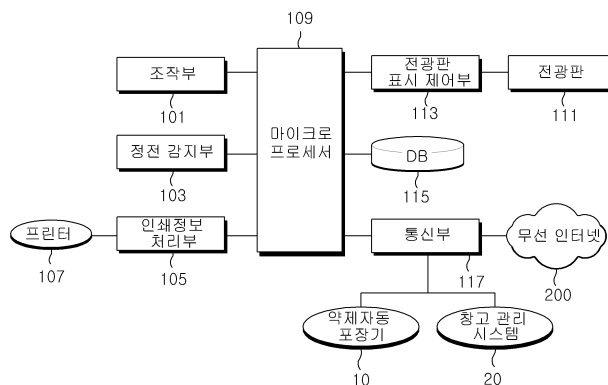 109
조작부
101
정전 감지부
103
프린터
107
인쇄정보
처리부
105
마이크로
프로세서
전광판
표시 제어부
113
전광판
111
DB
115
통신부
117
무선 인터넷
200
약제자동
포장기
10
창고 관리
시스템
20